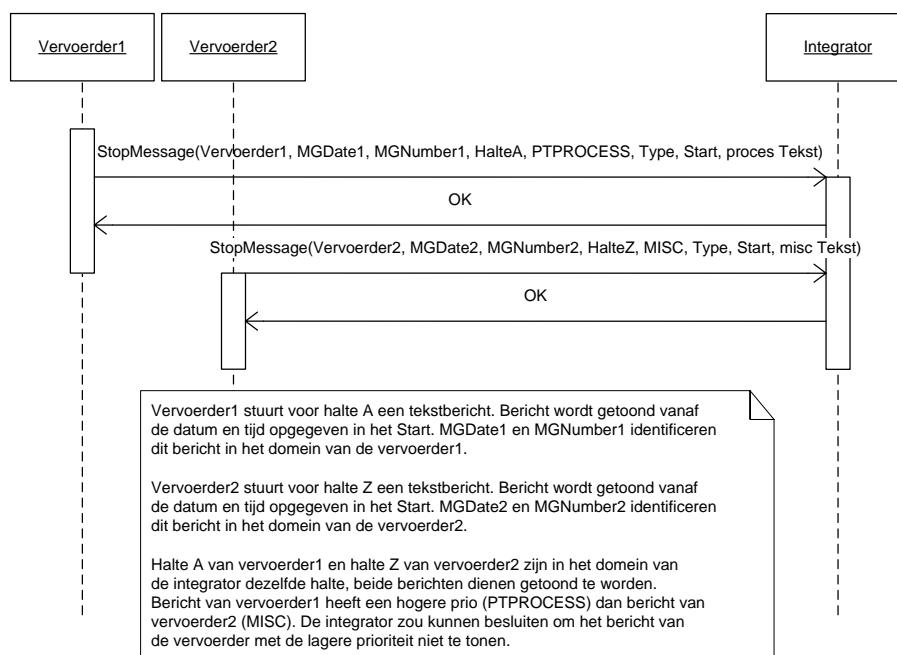 Vervoerder1
Vervoerder2
Integrator
StopMessage(Vervoerder1, MGDate1, MGNumber1, HalteA, PTPROCESS, Type, Start, proces Tekst)
OK
StopMessage(Vervoerder2, MGDate2, MGNumber2, HalteZ, MISC, Type, Start, misc Tekst)
OK
Vervoerder1 stuurt voor halte A een tekstbericht. Bericht wordt getoond vanaf
de datum en tijd opgegeven in het Start. MGDate1 en MGNumber1 identificeren
dit bericht in het domein van de vervoerder1.
Vervoerder2 stuurt voor halte Z een tekstbericht. Bericht wordt getoond vanaf
de datum en tijd opgegeven in het Start. MGDate2 en MGNumber2 identificeren
dit bericht in het domein van de vervoerder2.
Halte A van vervoerder1 en halte Z van vervoerder2 zijn in het domein van
de integrator dezelfde halte, beide berichten dienen getoond te worden.
Bericht van vervoerder1 heeft een hogere prio (PTPROCESS) dan bericht van
vervoerder2 (MISC). De integrator zou kunnen besluiten om het bericht van
de vervoerder met de lagere prioriteit niet te tonen.